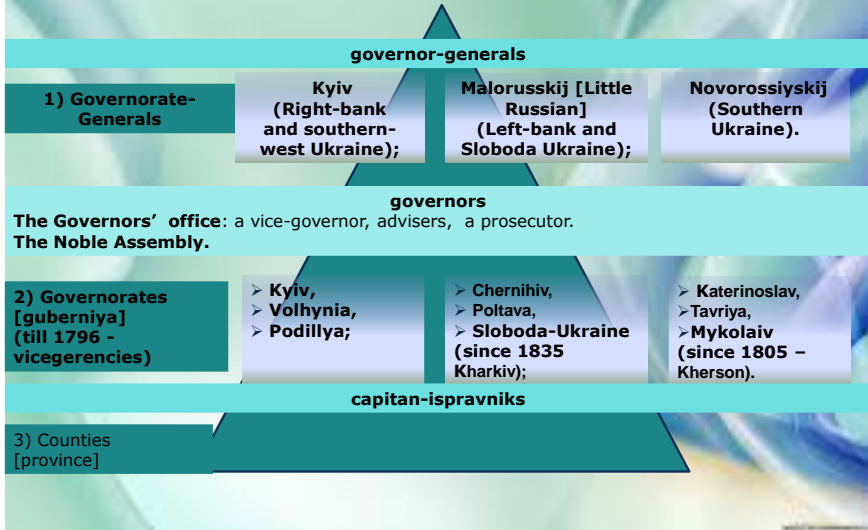 governor-generals
1) Governorate-
Generals
Kyiv
(Right-bank
and southern-
west Ukraine);
Malorusskij [Little
Russian]
(Left-bank and
Sloboda Ukraine);
Novorossiyskij
(Southern
Ukraine).
governors
The Governors’ office: a vice-governor, advisers, a prosecutor.
The Noble Assembly.
2) Governorates
[guberniya]
(till 1796 -
vicegerencies)
➢ Kyiv,
➢ Volhynia,
➢ Podillya;
➢ Chernihiv,
➢ Poltava,
➢ Sloboda-Ukraine
(since 1835
Kharkiv);
➢ Katerinoslav,
➢Tavriya,
➢Mykolaiv
(since 1805 –
Kherson).
capitan-ispravniks
3) Counties
[province]